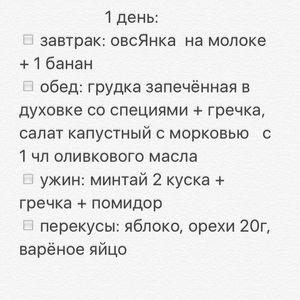 1 день:
завтрак: овсЯнка на молоке
+ 1 банан
обед: грудка запечённая в
духовке со специями + гречка,
салат капустный с морковью с
1 чл оливкового масла
ужин: минтай 2 куска +
гречка + помидор
перекусы: яблоко, орехи 20г,
варёное яйцо